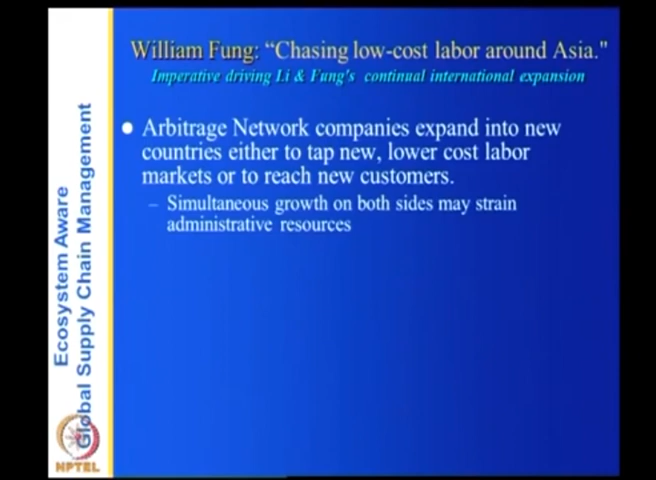 William Fung: “Chasing low-cost labor around Asia."
Imperative driving Li & Fung's continual international expansion
Arbitrage Network companies expand into new
countries either to tap new, lower cost labor
markets or to reach new customers.
– Simultaneous growth on both sides may strain
administrative resources
Ecosystem Aware
Global Supply Chain Management
NPTEL